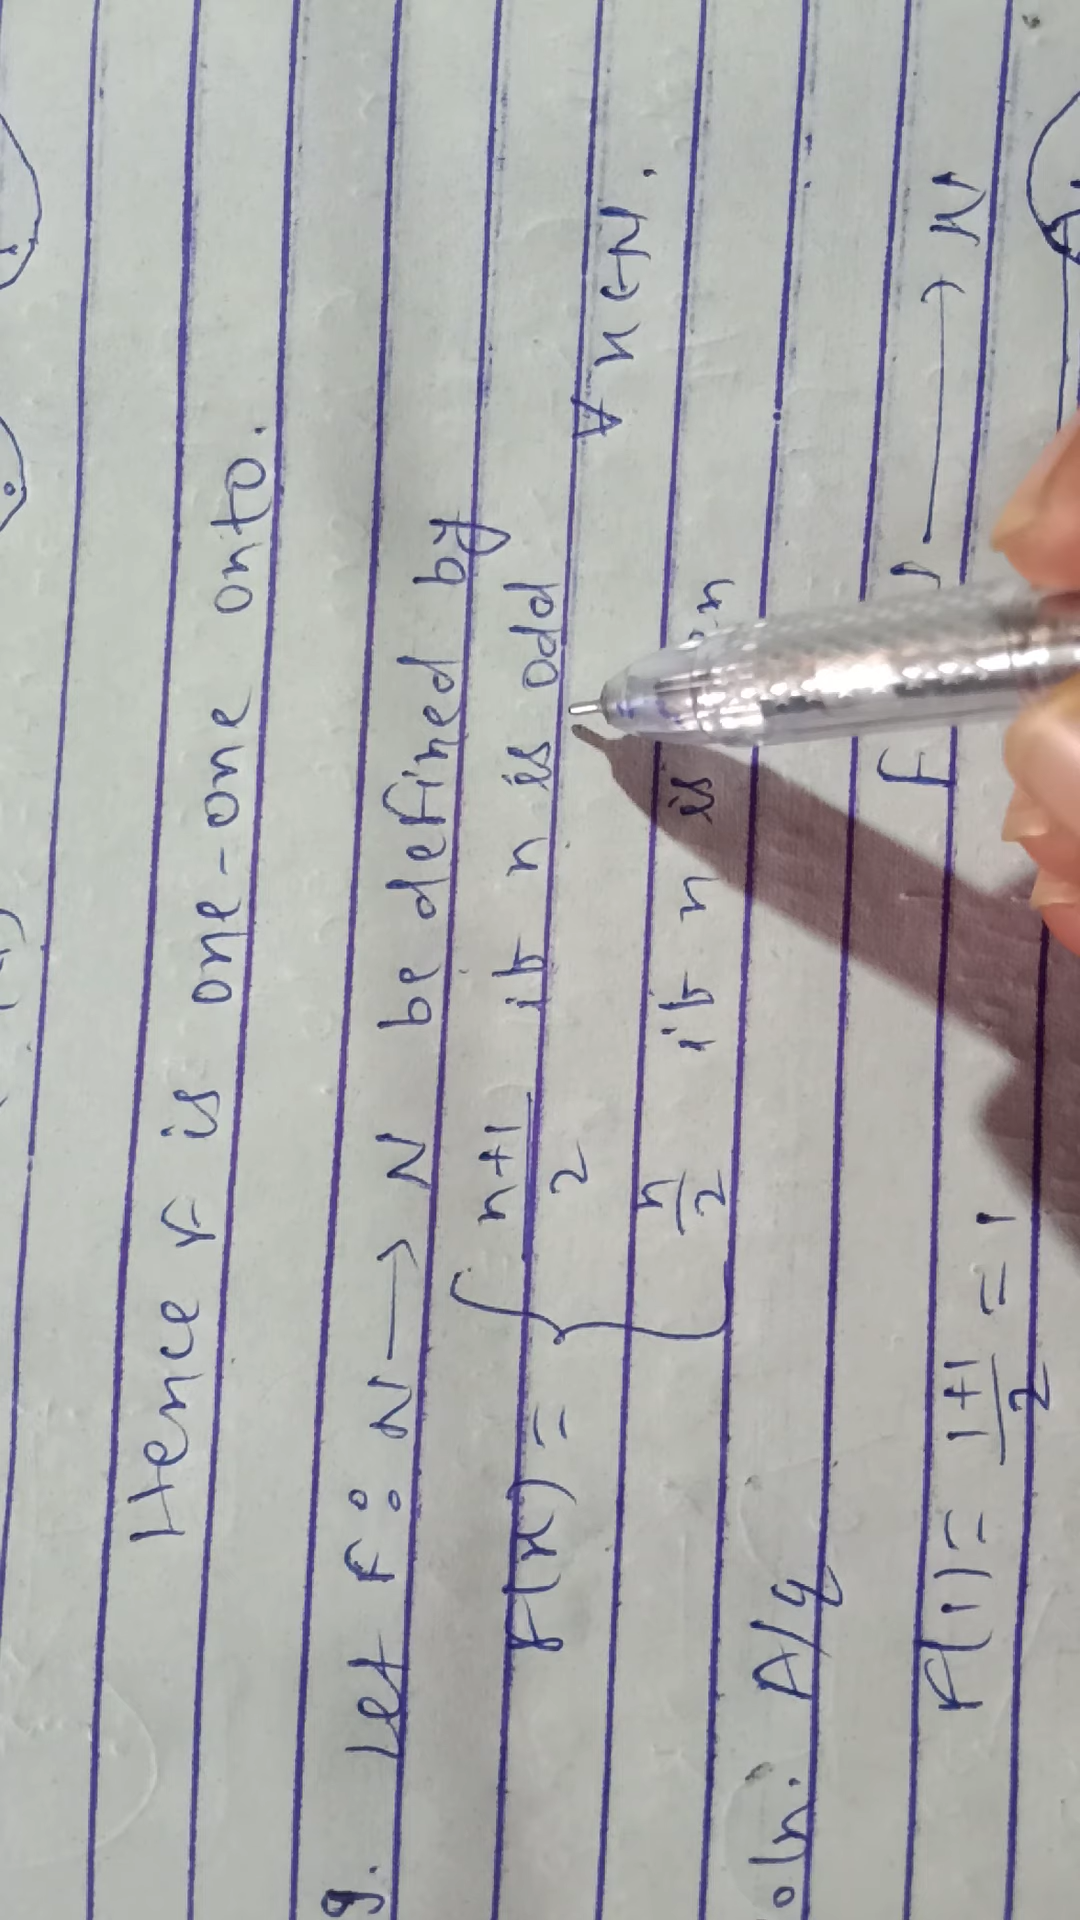 Hence f is one-one onto.
9. Let f : N → N be defined by
f(x) = { n+1/2 if n is odd
∀ n ∈ N.
n/2 if n is
oln. A/q
f(1) = 1+1/2 = 1
f → N